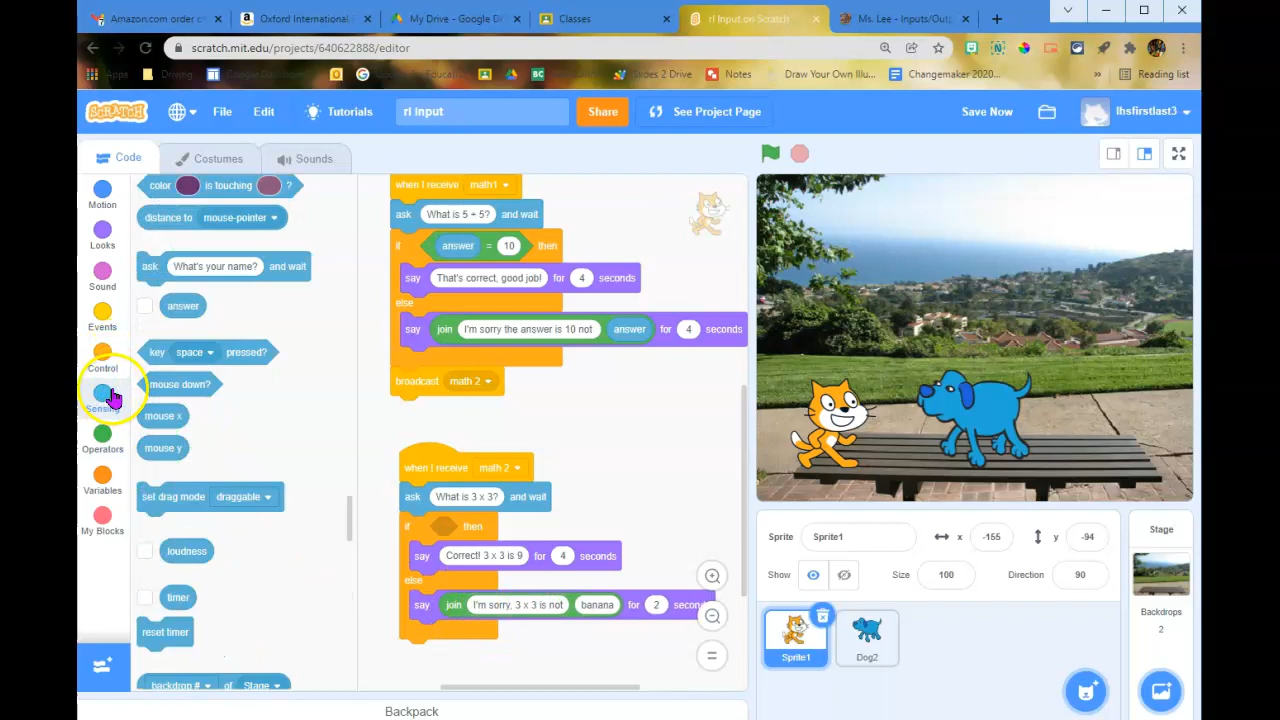 Amazon.com order c
Oxford International
My Drive - Google D
Classes
rl Input on Scratch
Ms. Lee - Inputs/Out
scratch.mit.edu/projects/640622888/editor
Apps
Driving
Slides 2 Drive
Notes
Draw Your Own Illu...
Changemaker 2020...
»
Reading list
SCRATCH
File
Edit
Tutorials
rl Input
Share
See Project Page
Save Now
lhsfirstlast3
Code
Costumes
Sounds
Motion
Looks
Sound
Events
Control
Sensing
Operators
Variables
My Blocks
color is touching ?
distance to mouse-pointer
ask What's your name? and wait
answer
key space pressed?
mouse down?
mouse x
mouse y
set drag mode draggable
loudness
timer
reset timer
backdrop # of Stage
when I receive math1
ask What is 5 + 5? and wait
if answer = 10 then
say That's correct, good job! for 4 seconds
else
say join I'm sorry the answer is 10 not answer for 4 seconds
broadcast math 2
when I receive math 2
ask What is 3 x 3? and wait
if then
say Correct! 3 x 3 is 9 for 4 seconds
else
say join I'm sorry, 3 x 3 is not banana for 2 secon
Sprite Sprite1 x -155 y -94
Show Size 100 Direction 90
Sprite1
Dog2
Stage
Backdrops
2
Backpack